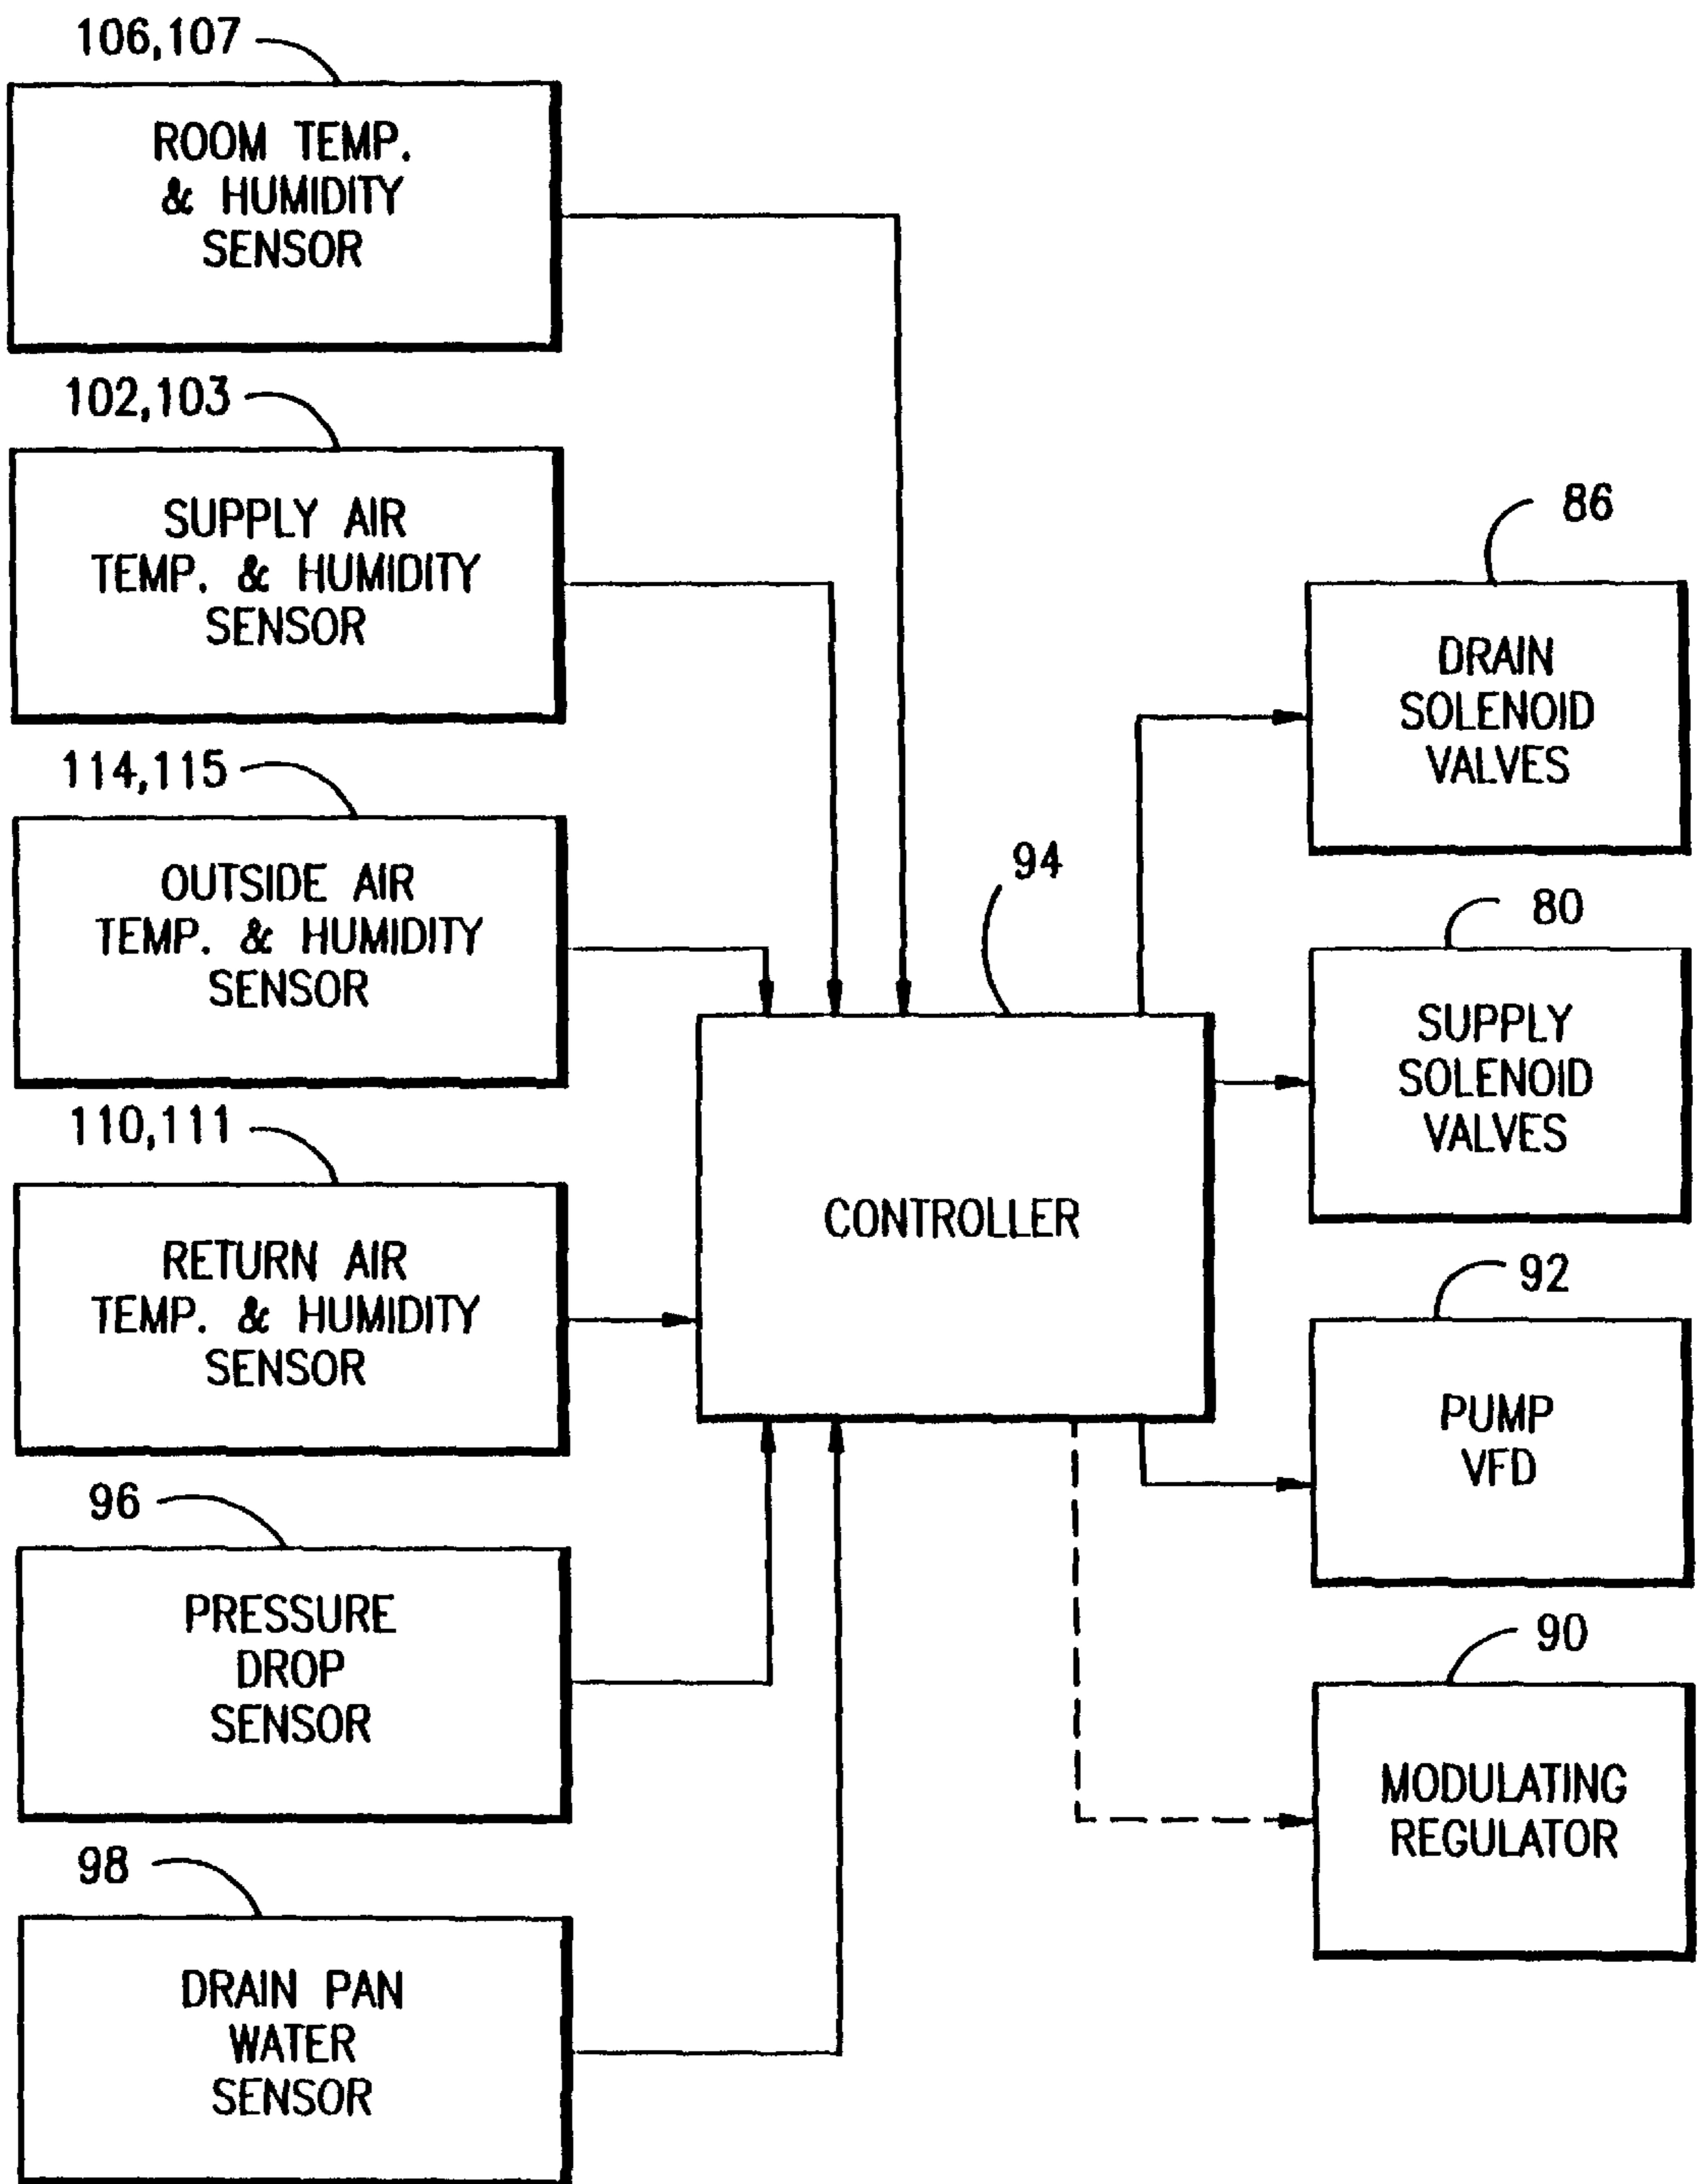 106,107
ROOM TEMP.
& HUMIDITY
SENSOR
102,103
SUPPLY AIR
TEMP. & HUMIDITY
SENSOR
114,115
OUTSIDE AIR
TEMP. & HUMIDITY
SENSOR
110,111
RETURN AIR
TEMP. & HUMIDITY
SENSOR
96
PRESSURE
DROP
SENSOR
98
DRAIN PAN
WATER
SENSOR
94
CONTROLLER
86
DRAIN
SOLENOID
VALVES
80
SUPPLY
SOLENOID
VALVES
92
PUMP
VFD
90
MODULATING
REGULATOR